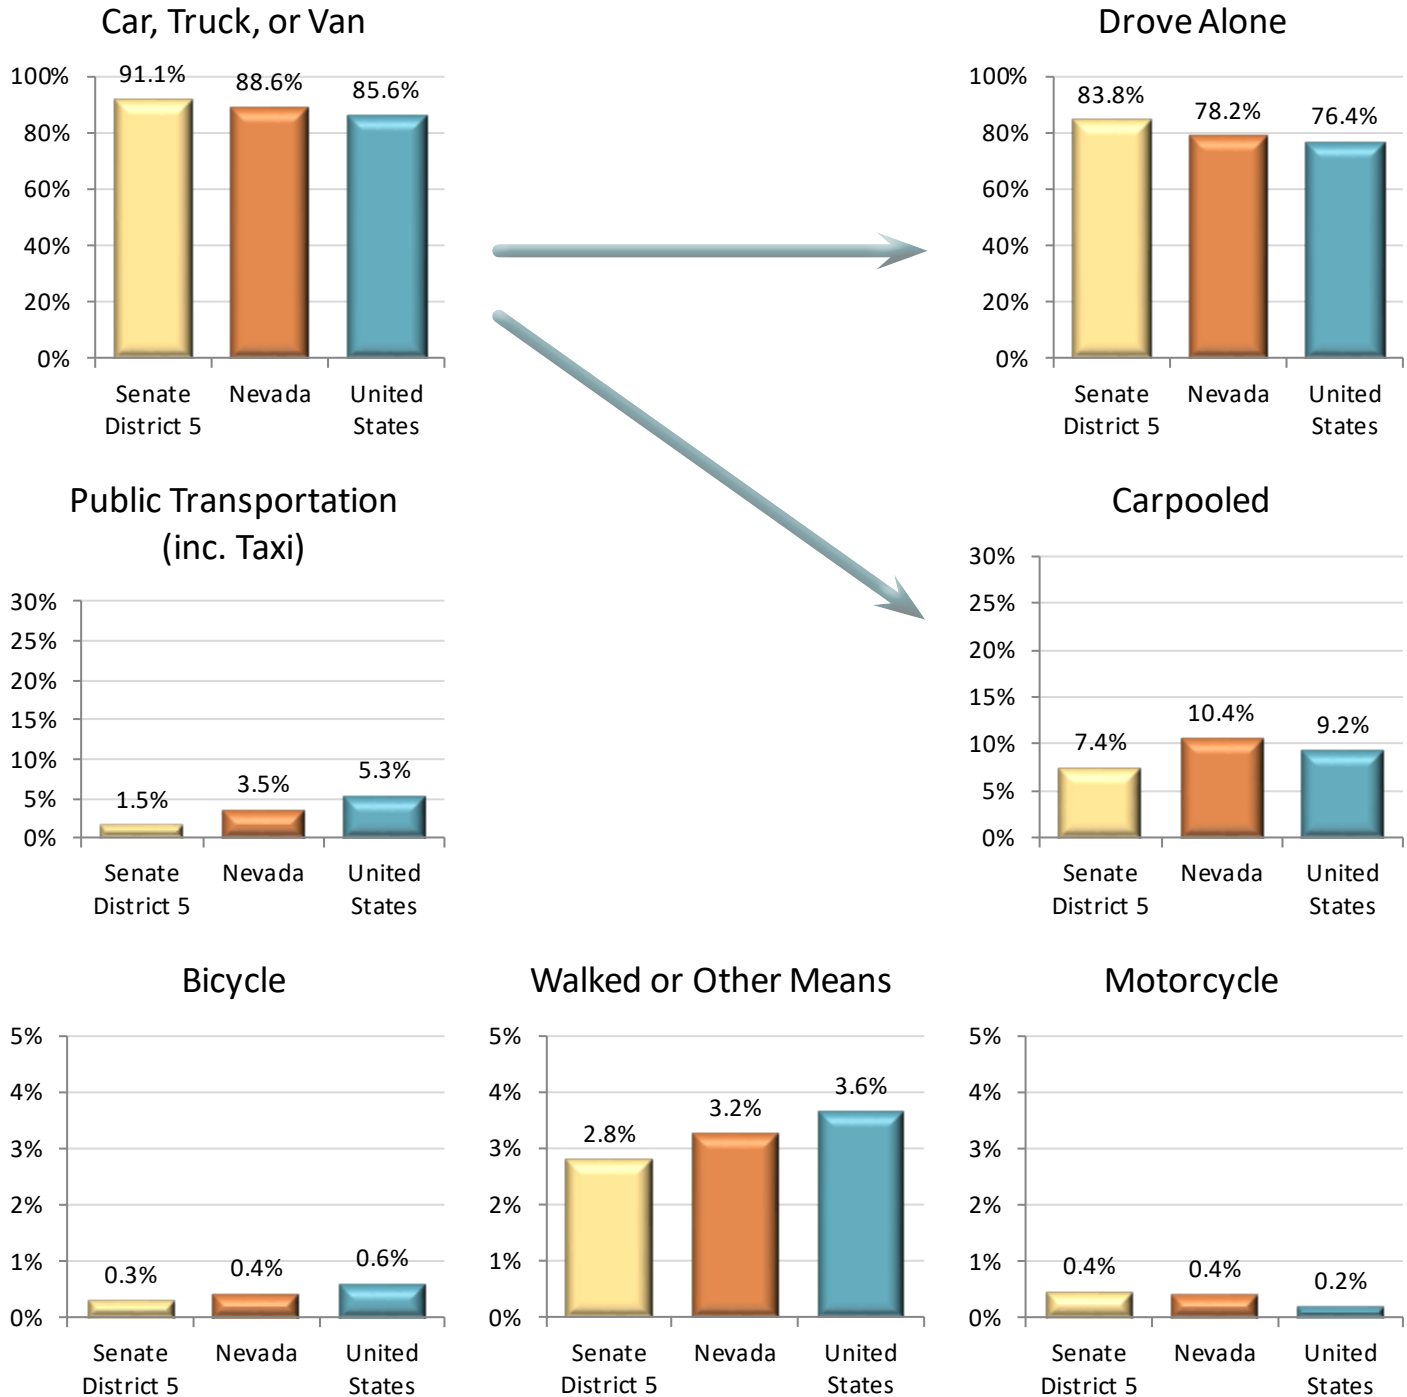 Car, Truck, or Van
100%
80%
60%
40%
20%
0%
91.1%
88.6%
85.6%
Senate
District 5
Nevada
United
States
Drove Alone
100%
80%
60%
40%
20%
0%
83.8%
78.2%
76.4%
Senate
District 5
Nevada
United
States
Public Transportation
(inc. Taxi)
30%
25%
20%
15%
10%
5%
0%
1.5%
3.5%
5.3%
Senate
District 5
Nevada
United
States
Carpooled
30%
25%
20%
15%
10%
5%
0%
7.4%
10.4%
9.2%
Senate
District 5
Nevada
United
States
Bicycle
5%
4%
3%
2%
1%
0%
0.3%
0.4%
0.6%
Senate
District 5
Nevada
United
States
Walked or Other Means
5%
4%
3%
2%
1%
0%
2.8%
3.2%
3.6%
Senate
District 5
Nevada
United
States
Motorcycle
5%
4%
3%
2%
1%
0%
0.4%
0.4%
0.2%
Senate
District 5
Nevada
United
States